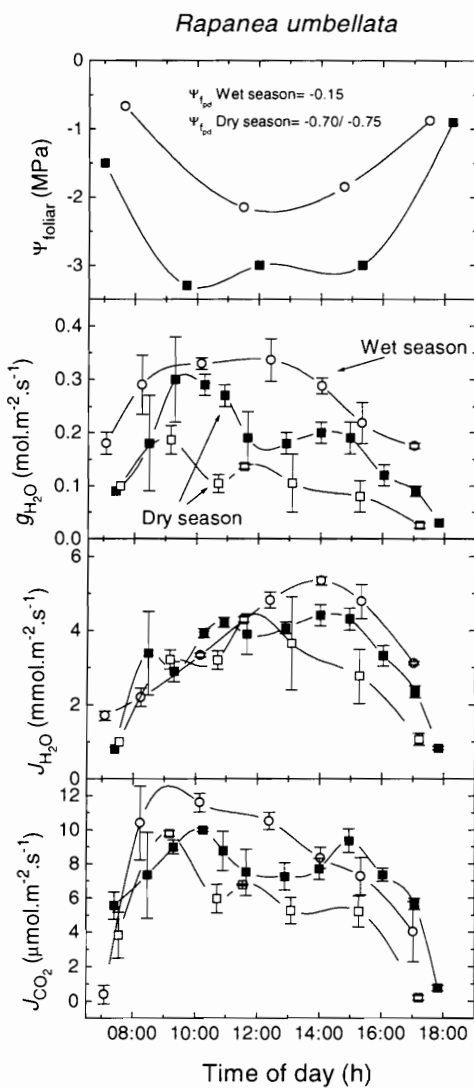 Rapanea umbellata
0
Ψfpd Wet season= -0.15
Ψfpd Dry season= -0.70/ -0.75
-1
-2
-3
Ψfoliar (MPa)
0.4
Wet season
0.3
0.2
0.1
Dry season
0.0
gH2O (mol.m-2.s-1)
6
4
2
0
JH2O (mmol.m-2.s-1)
12
10
8
6
4
2
0
JCO2 (μmol.m-2.s-1)
08:00 10:00 12:00 14:00 16:00 18:00
Time of day (h)